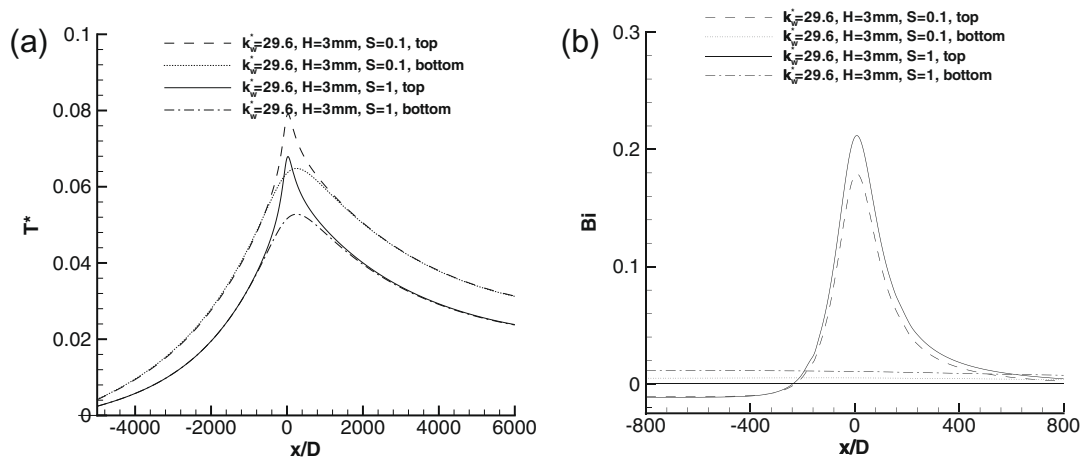 (a)
0.1
0.08
0.06
0.04
0.02
0
T*
-4000
-2000
0
2000
4000
6000
x/D
k*w=29.6, H=3mm, S=0.1, top
k*w=29.6, H=3mm, S=0.1, bottom
k*w=29.6, H=3mm, S=1, top
k*w=29.6, H=3mm, S=1, bottom
(b)
0.3
0.2
0.1
0
Bi
-800
-400
0
400
800
x/D
k*w=29.6, H=3mm, S=0.1, top
k*w=29.6, H=3mm, S=0.1, bottom
k*w=29.6, H=3mm, S=1, top
k*w=29.6, H=3mm, S=1, bottom